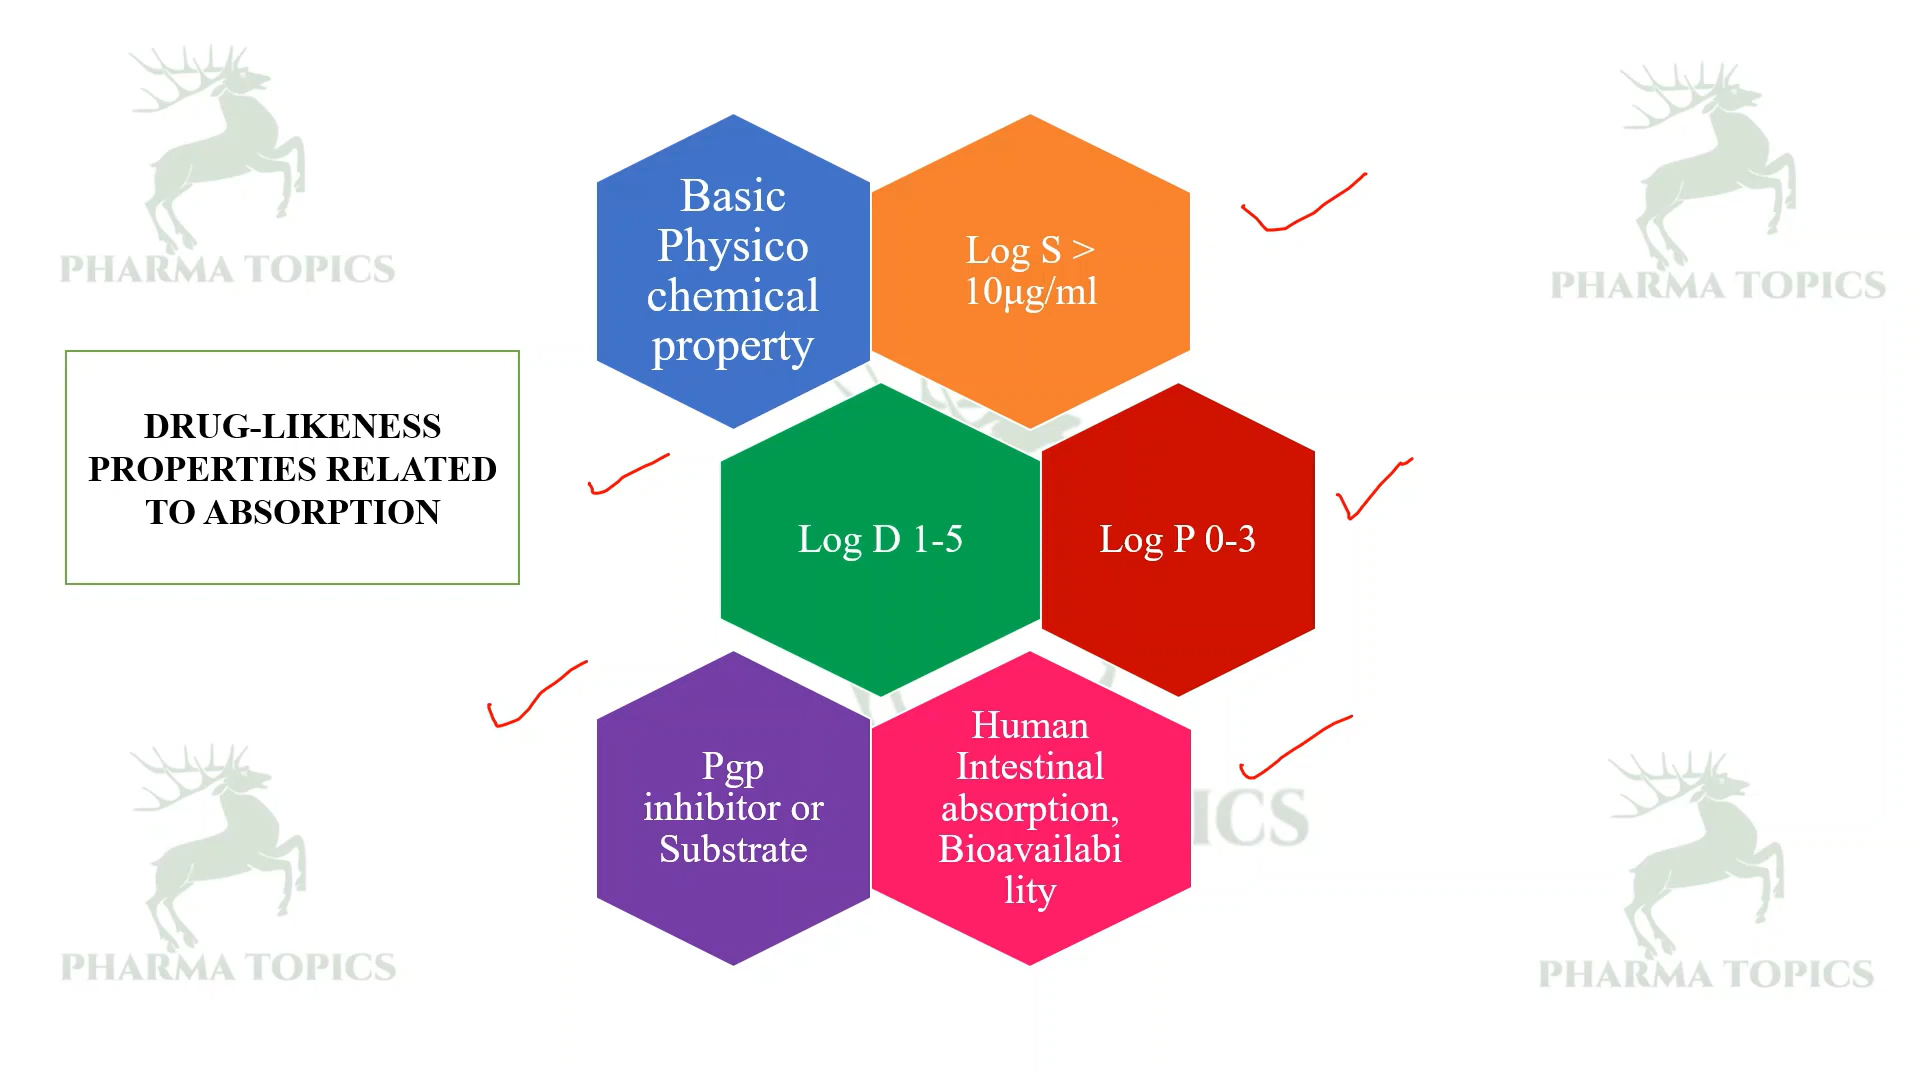 PHARMA TOPICS
PHARMA TOPICS
DRUG-LIKENESS
PROPERTIES RELATED
TO ABSORPTION
Basic
Physico
chemical
property
Log S >
10µg/ml
Log D 1-5
Log P 0-3
Pgp
inhibitor or
Substrate
Human
Intestinal
absorption,
Bioavailabi
lity
ICS
PHARMA TOPICS
PHARMA TOPICS